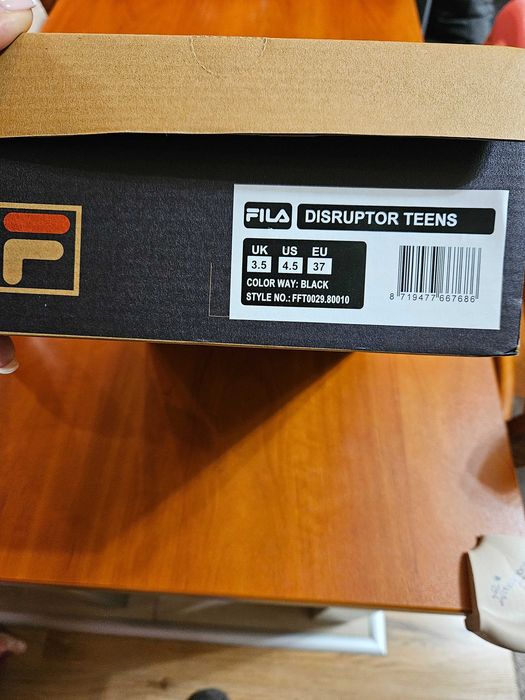 FILA DISRUPTOR TEENS
UK US EU
3.5 4.5 37
COLOR WAY: BLACK
STYLE NO.: FFT0029.80010
8 719477 667686